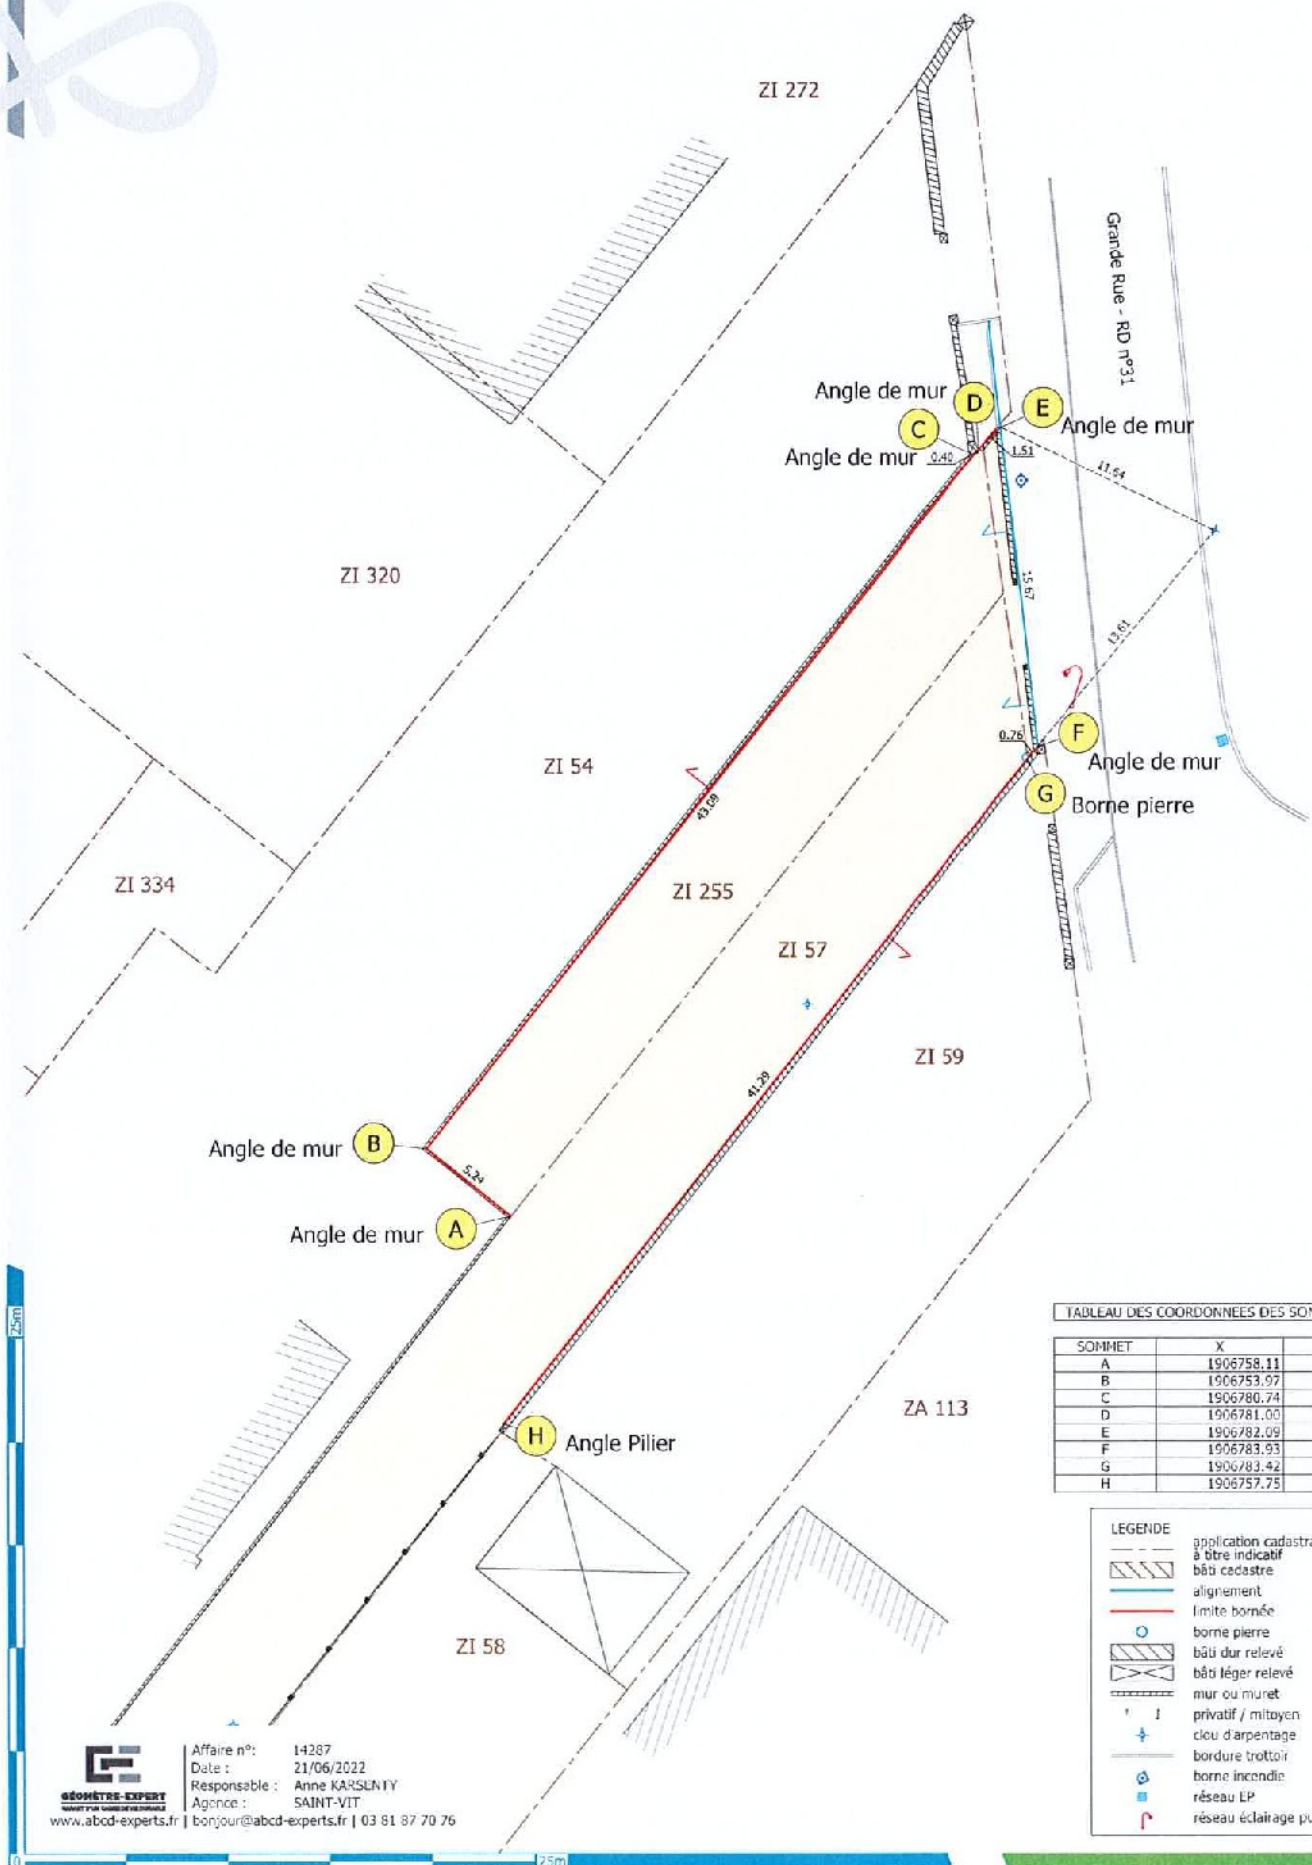 ZI 272
Grande Rue - RD n°31
Angle de mur
D
E
C
Angle de mur
Angle de mur
0.40
1.51
11.64
ZI 320
15.67
13.61
F
0.76
ZI 54
Angle de mur
G
Borne pierre
43.09
ZI 334
ZI 255
ZI 57
ZI 59
41.29
Angle de mur
B
5.24
Angle de mur
A
25m
TABLEAU DES COORDONNEES DES SOM
SOMMET X
A 1906758.11
B 1906753.97
C 1906780.74
D 1906781.00
E 1906782.09
F 1906783.93
G 1906783.42
H 1906757.75
ZA 113
H
Angle Pilier
LEGENDE
application cadastra
à titre indicatif
bâti cadastre
alignement
limite bornée
borne pierre
bâti dur relevé
bâti léger relevé
mur ou muret
privatif / mitoyen
clou d'arpentage
bordure trottoir
borne incendie
réseau EP
réseau éclairage pu
ZI 58
Affaire n°: 14287
Date : 21/06/2022
Responsable : Anne KARSENTY
Agence : SAINT-VIT
GÉOMÈTRE-EXPERT
www.abcd-experts.fr | bonjour@abcd-experts.fr | 03 81 87 70 76
0
25m